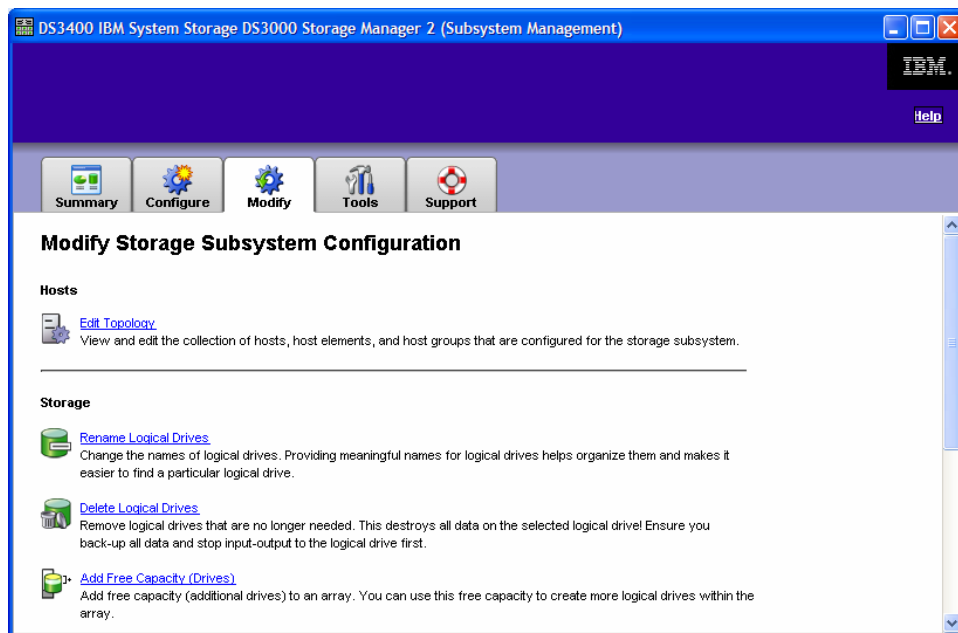 DS3400 IBM System Storage DS3000 Storage Manager 2 (Subsystem Management)
IBM.
Help
Summary
Configure
Modify
Tools
Support
Modify Storage Subsystem Configuration
Hosts
Edit Topology
View and edit the collection of hosts, host elements, and host groups that are configured for the storage subsystem.
Storage
Rename Logical Drives
Change the names of logical drives. Providing meaningful names for logical drives helps organize them and makes it
easier to find a particular logical drive.
Delete Logical Drives
Remove logical drives that are no longer needed. This destroys all data on the selected logical drive! Ensure you
back-up all data and stop input-output to the logical drive first.
Add Free Capacity (Drives)
Add free capacity (additional drives) to an array. You can use this free capacity to create more logical drives within the
array.